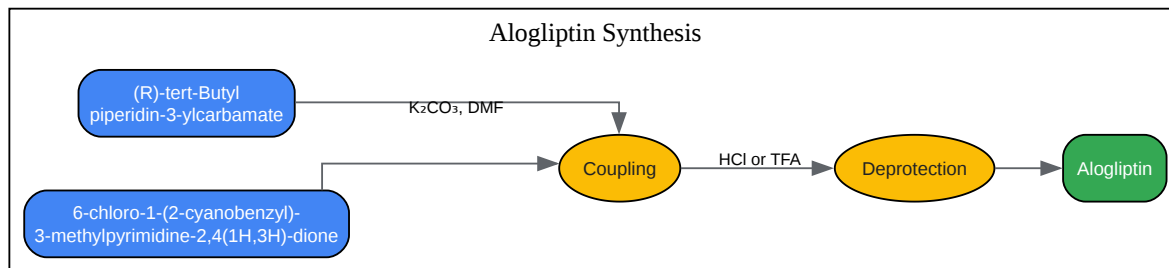 Alogliptin Synthesis
(R)-tert-Butyl
piperidin-3-ylcarbamate
K₂CO₃, DMF
6-chloro-1-(2-cyanobenzyl)-
3-methylpyrimidine-2,4(1H,3H)-dione
Coupling
HCl or TFA
Deprotection
Alogliptin